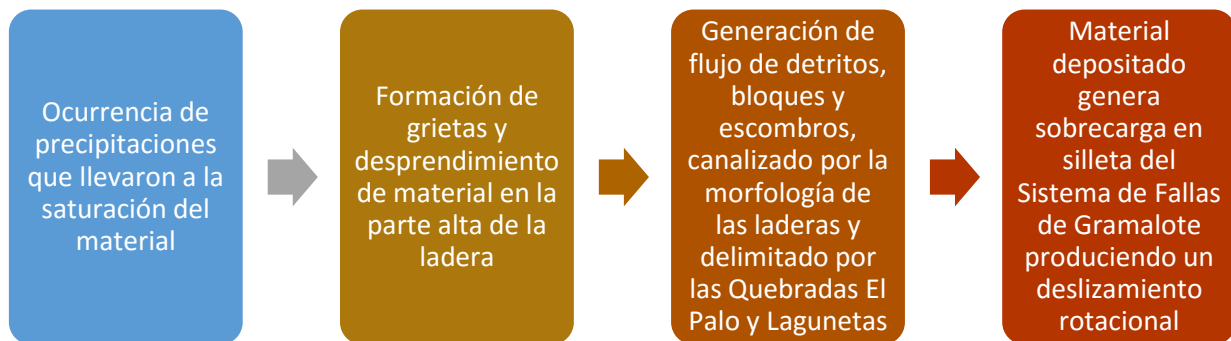 Ocurrencia de
precipitaciones
que llevaron a la
saturación del
material
Formación de
grietas y
desprendimiento
de material en la
parte alta de la
ladera
Generación de
flujo de detritos,
bloques y
escombros,
canalizado por la
morfología de
las laderas y
delimitado por
las Quebradas El
Palo y Lagunetas
Material
depositado
genera
sobrecarga en
silleta del
Sistema de Fallas
de Gramalote
produciendo un
deslizamiento
rotacional